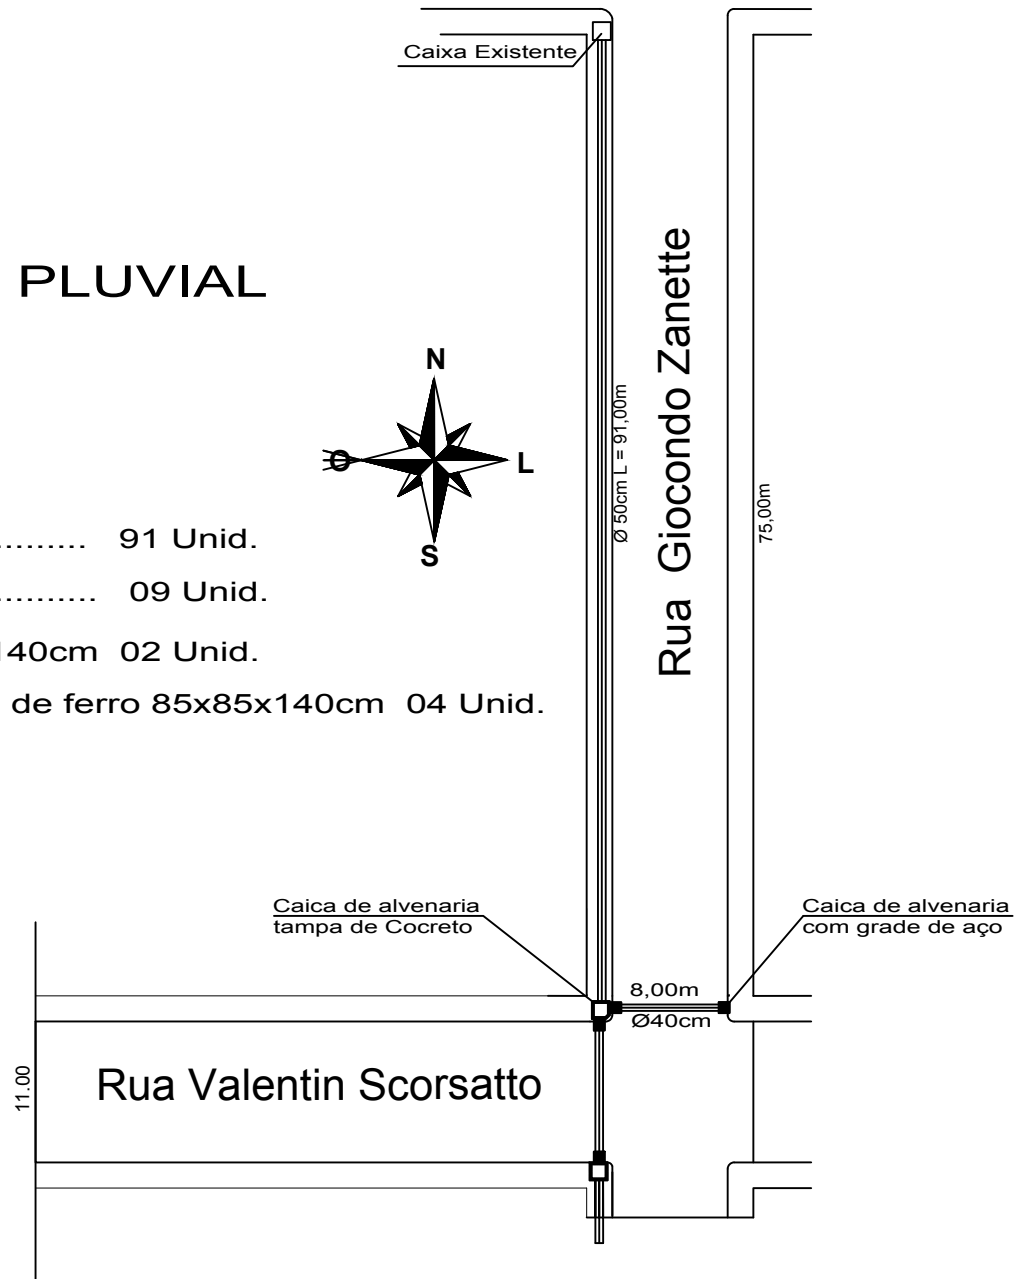 Caixa Existente
PLUVIAL
N
O
L
S
Ø 50cm L = 91,00m
Rua Giocondo Zanette
75,00m
......... 91 Unid.
.......... 09 Unid.
140cm 02 Unid.
de ferro 85x85x140cm 04 Unid.
Caica de alvenaria
tampa de Cocreto
Caica de alvenaria
com grade de aço
8,00m
Ø40cm
11.00
Rua Valentin Scorsatto